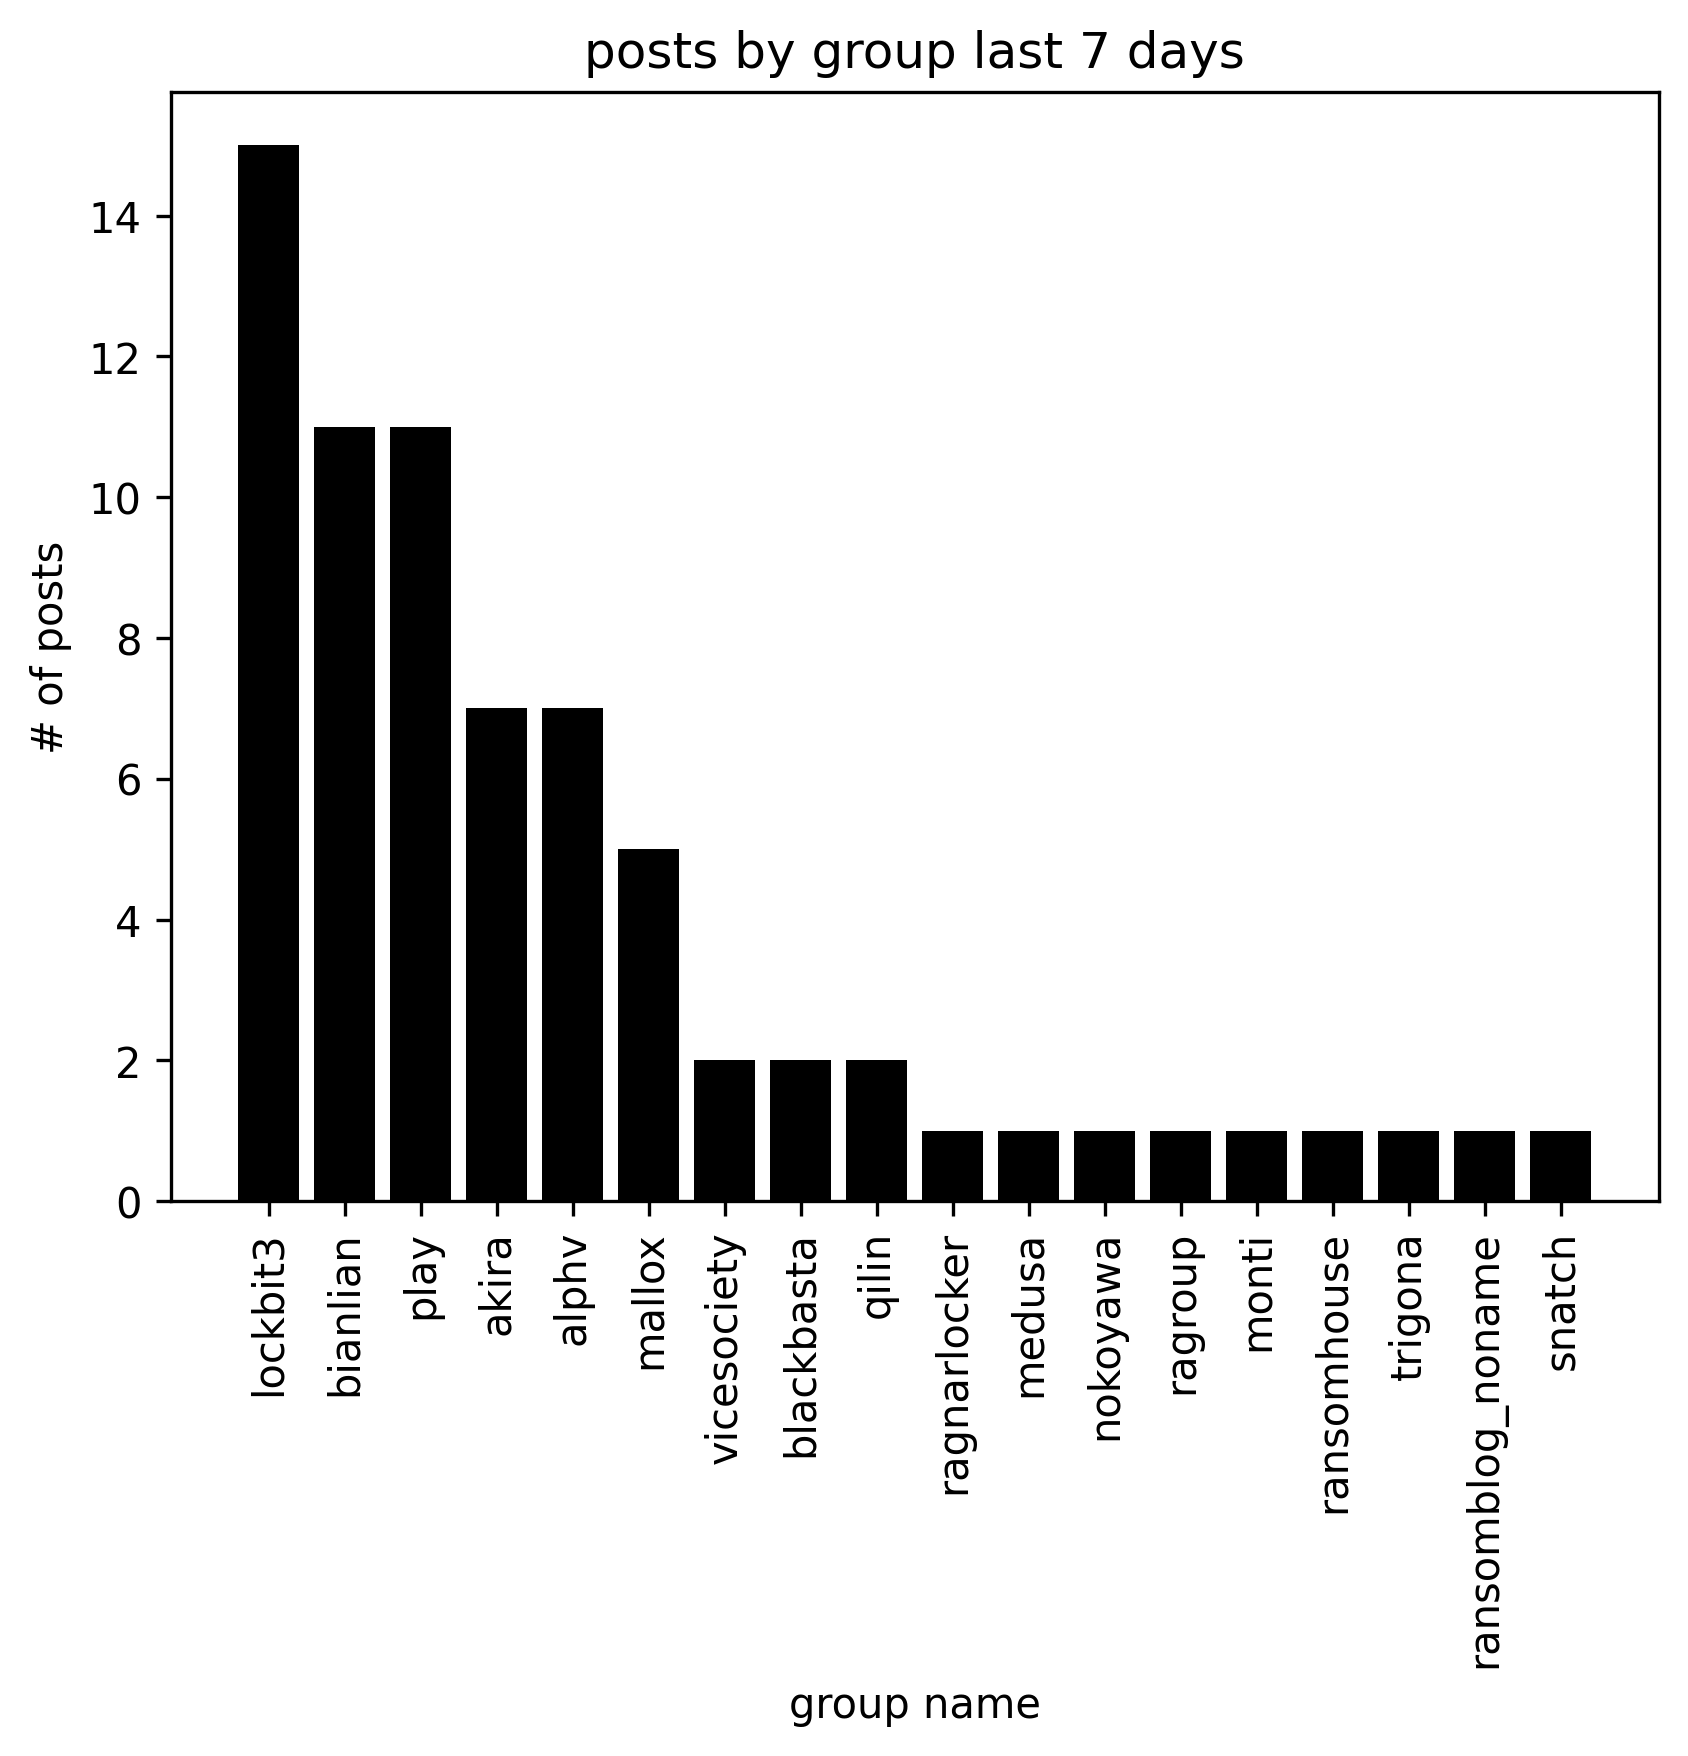 posts by group last 7 days
# of posts
14
12
10
8
6
4
2
0
lockbit3
bianlian
play
akira
alphv
mallox
vicesociety
blackbasta
qilin
ragnarlocker
medusa
nokoyawa
ragroup
monti
ransomhouse
trigona
ransomblog_noname
snatch
group name